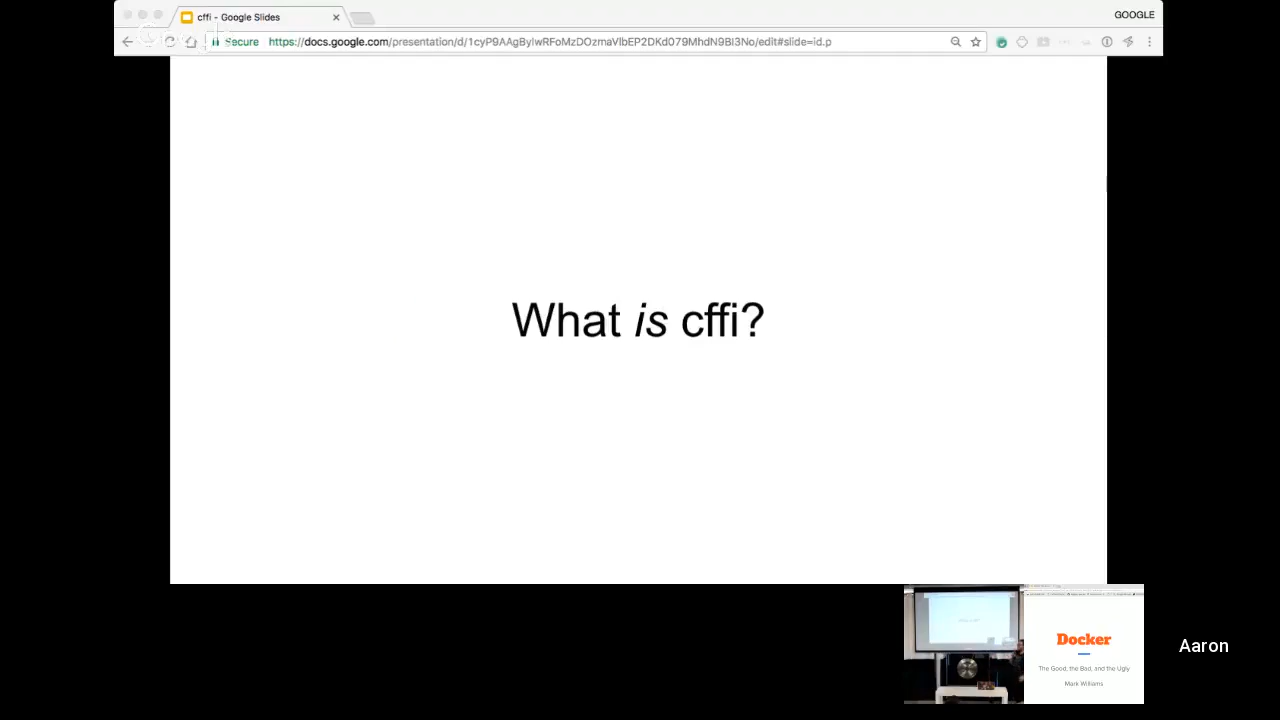 cffi - Google Slides
GOOGLE
Secure https://docs.google.com/presentation/d/1cyP9AAgBylwRFoMzDOzmaVlbEP2DKd079MhdN9BI3No/edit#slide=id.p
What is cffi?
Docker
The Good, the Bad, and the Ugly
Mark Williams
Aaron